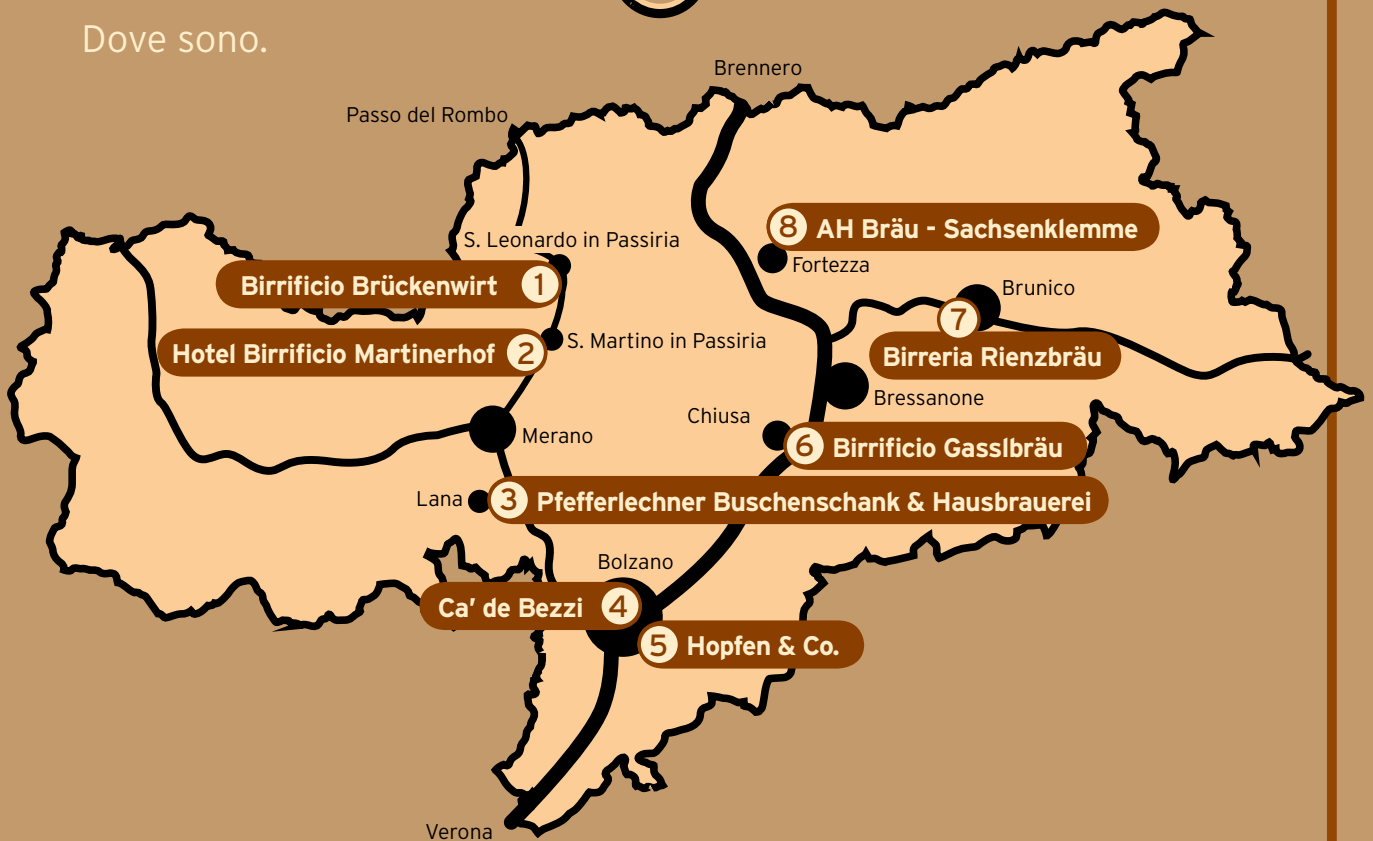 Dove sono.
Brennero
Passo del Rombo
8 AH Bräu - Sachsenklemme
S. Leonardo in Passiria
Fortezza
Birrificio Brückenwirt 1
Brunico
7
S. Martino in Passiria
Hotel Birrificio Martinerhof 2
Birreria Rienzbräu
Bressanone
Chiusa
Merano
6 Birrificio Gasslbräu
Lana
3 Pfefferlechner Buschenschank & Hausbrauerei
Bolzano
Ca' de Bezzi 4
5 Hopfen & Co.
Verona